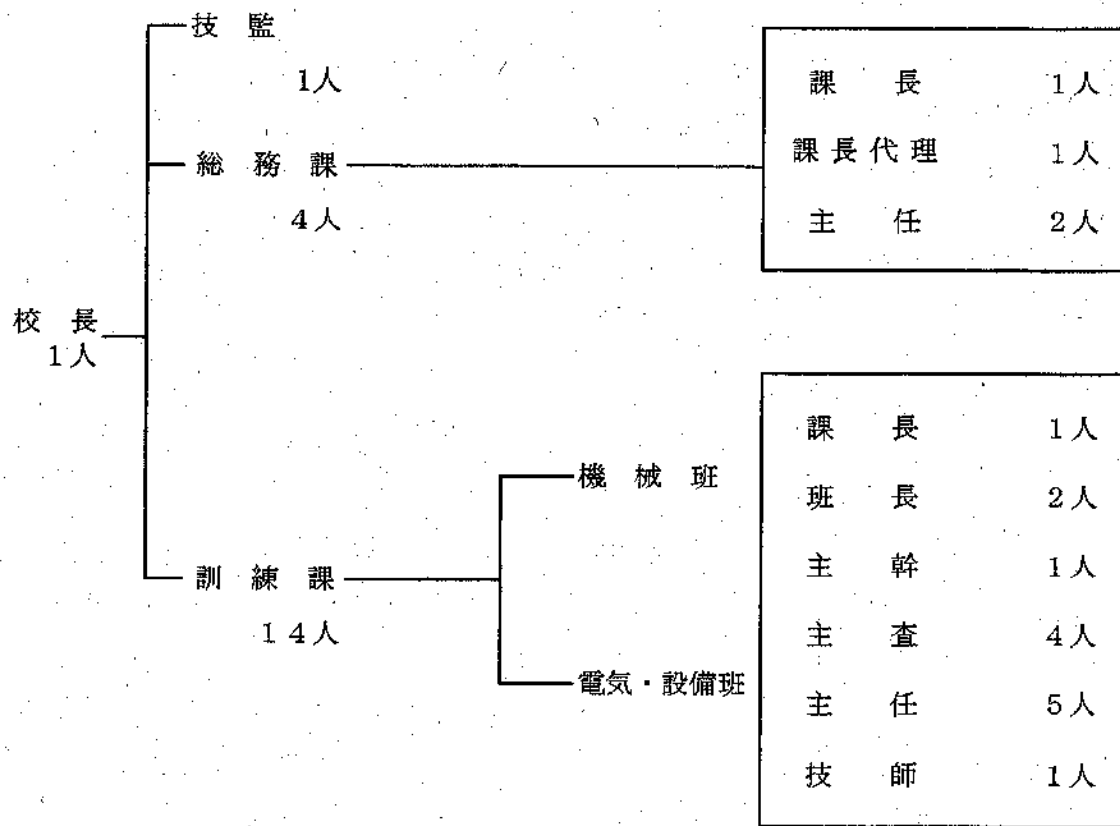 技監
1人
総務課
4人
課長 1人
課長代理 1人
主任 2人
校長
1人
訓練課
14人
機械班
電気・設備班
課長 1人
班長 2人
主幹 1人
主査 4人
主任 5人
技師 1人